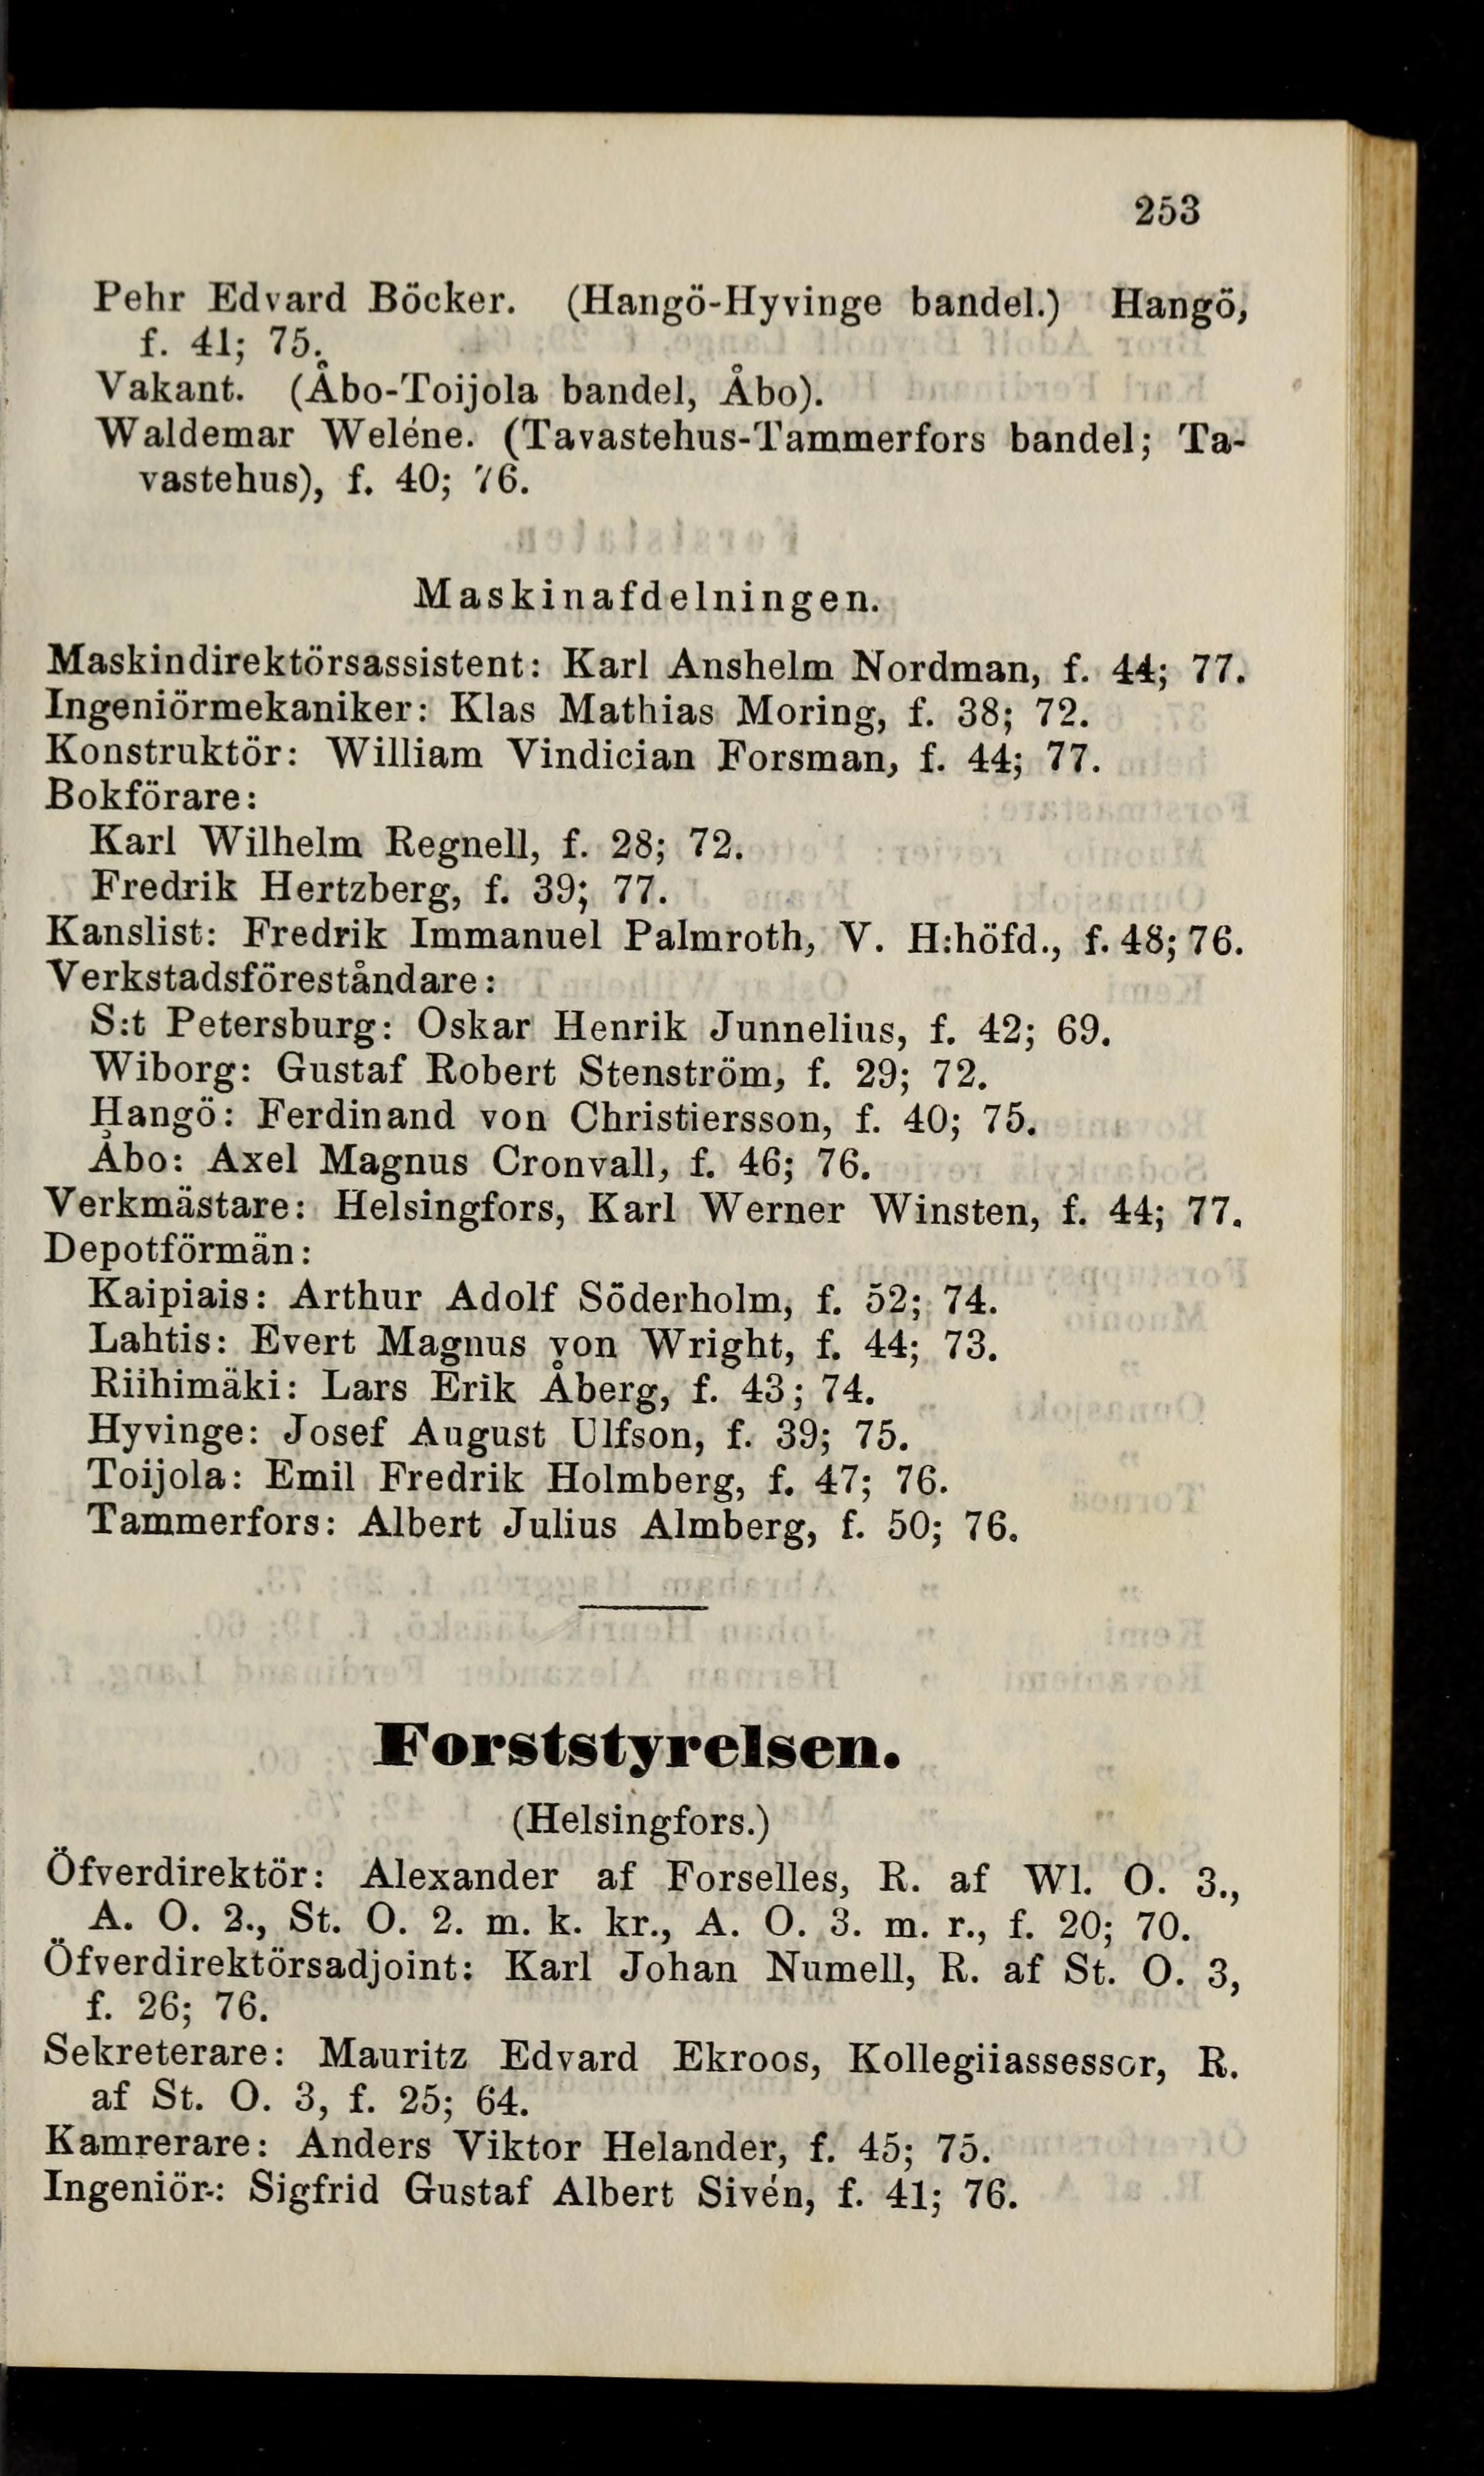 253
Pehr Edvard Böcker. (Hangö-Hyvinge bandel.) Hangö,
f. 41; 75.
Vakant. (Åbo-Toijola bandel, Åbo).
Waldemar Weléne. (Tavastehus-Tammerfors bandel; Ta-
vastehus), f. 40; 76.
Maskinafdelningen.
Maskindirektörsassistent: Karl Anshelm Nordman, f. 44; 77.
Ingeniörmekaniker: Klas Mathias Moring, f. 38; 72.
Konstruktör: William Vindician Forsman, f. 44; 77.
Bokförare:
Karl Wilhelm Regnell, f. 28; 72.
Fredrik Hertzberg, f. 39; 77.
Kanslist: Fredrik Immanuel Palmroth, V. H:höfd., f. 48; 76.
Verkstadsföreståndare:
S:t Petersburg: Oskar Henrik Junnelius, f. 42; 69.
Wiborg: Gustaf Robert Stenström, f. 29; 72.
Hangö: Ferdinand von Christiersson, f. 40; 75.
Åbo: Axel Magnus Cronvall, f. 46; 76.
Verkmästare: Helsingfors, Karl Werner Winsten, f. 44; 77.
Depotförmän:
Kaipiais: Arthur Adolf Söderholm, f. 52; 74.
Lahtis: Evert Magnus von Wright, f. 44; 73.
Riihimäki: Lars Erik Åberg, f. 43; 74.
Hyvinge: Josef August Ulfson, f. 39; 75.
Toijola: Emil Fredrik Holmberg, f. 47; 76.
Tammerfors: Albert Julius Almberg, f. 50; 76.
Forststyrelsen.
(Helsingfors.)
Öfverdirektör: Alexander af Forselles, R. af Wl. O. 3.,
A. O. 2., St. O. 2. m. k. kr., A. O. 3. m. r., f. 20; 70.
Öfverdirektörsadjoint: Karl Johan Numell, R. af St. O. 3,
f. 26; 76.
Sekreterare: Mauritz Edvard Ekroos, Kollegiiassessor, R.
af St. O. 3, f. 25; 64.
Kamrerare: Anders Viktor Helander, f. 45; 75.
Ingeniör-: Sigfrid Gustaf Albert Sivén, f. 41; 76.